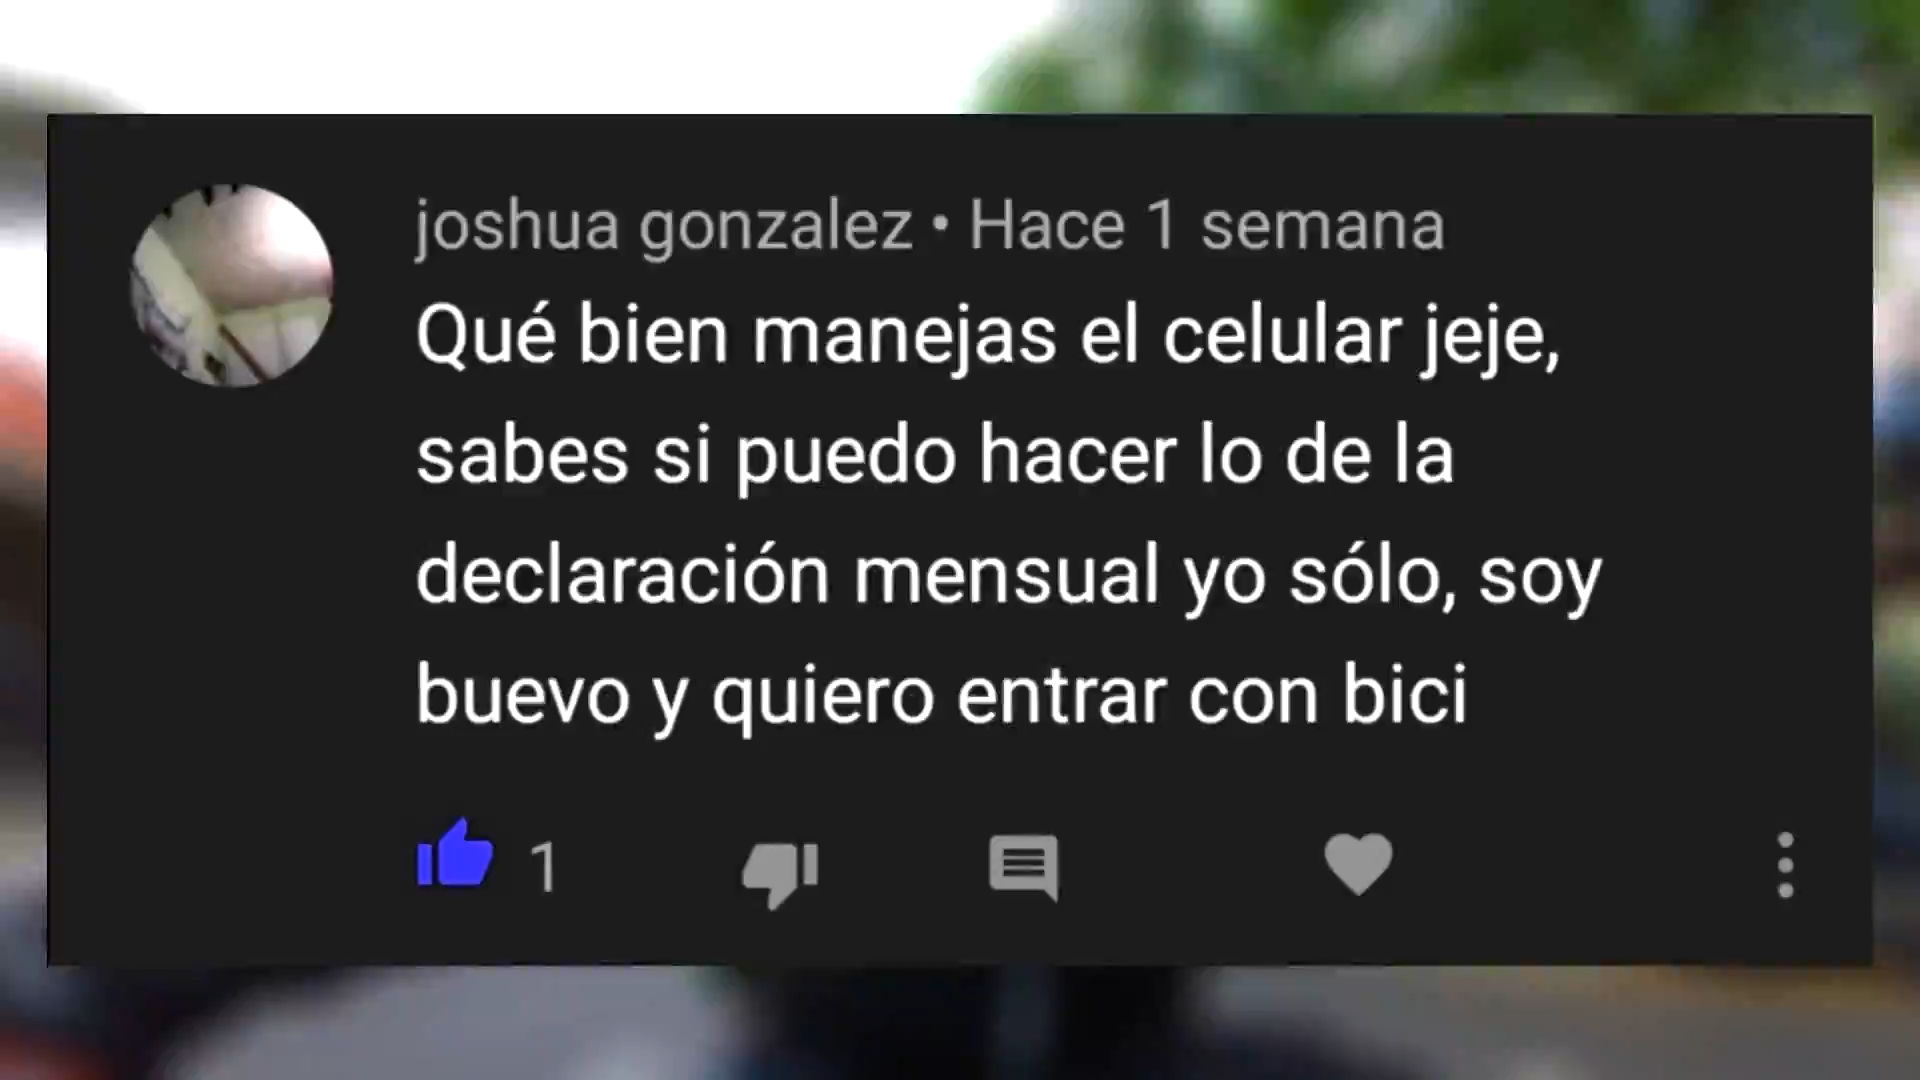 joshua gonzalez • Hace 1 semana
Qué bien manejas el celular jeje,
sabes si puedo hacer lo de la
declaración mensual yo sólo, soy
buevo y quiero entrar con bici
1